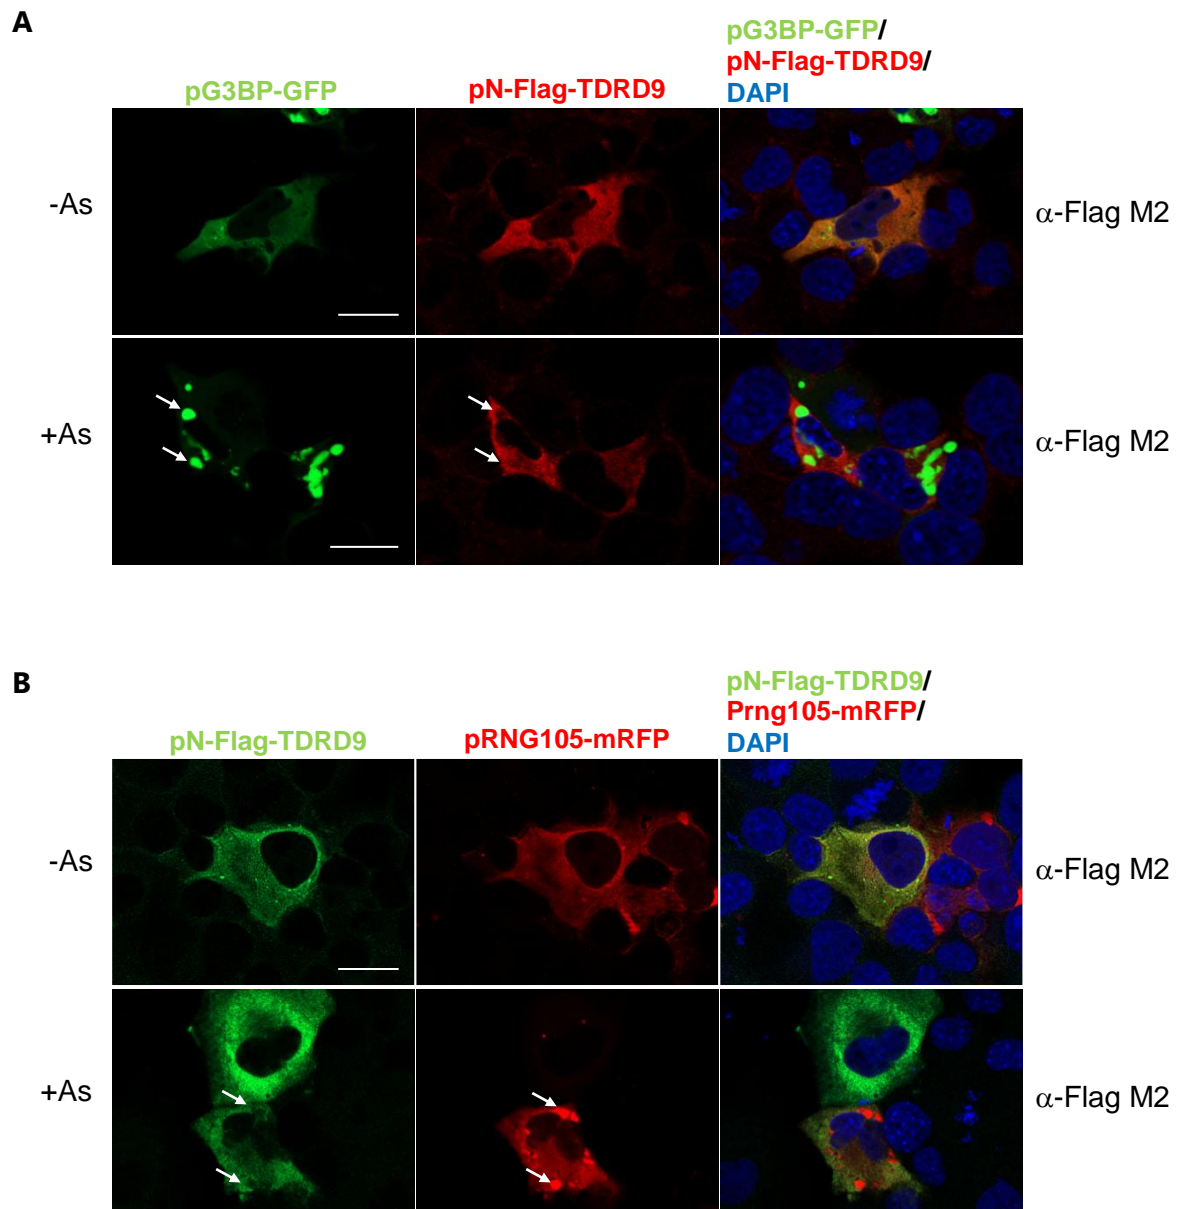 A
pG3BP-GFP
pN-Flag-TDRD9
pG3BP-GFP/
pN-Flag-TDRD9/
DAPI
-As
α-Flag M2
+As
α-Flag M2
B
pN-Flag-TDRD9
pRNG105-mRFP
pN-Flag-TDRD9/
Prng105-mRFP/
DAPI
-As
α-Flag M2
+As
α-Flag M2